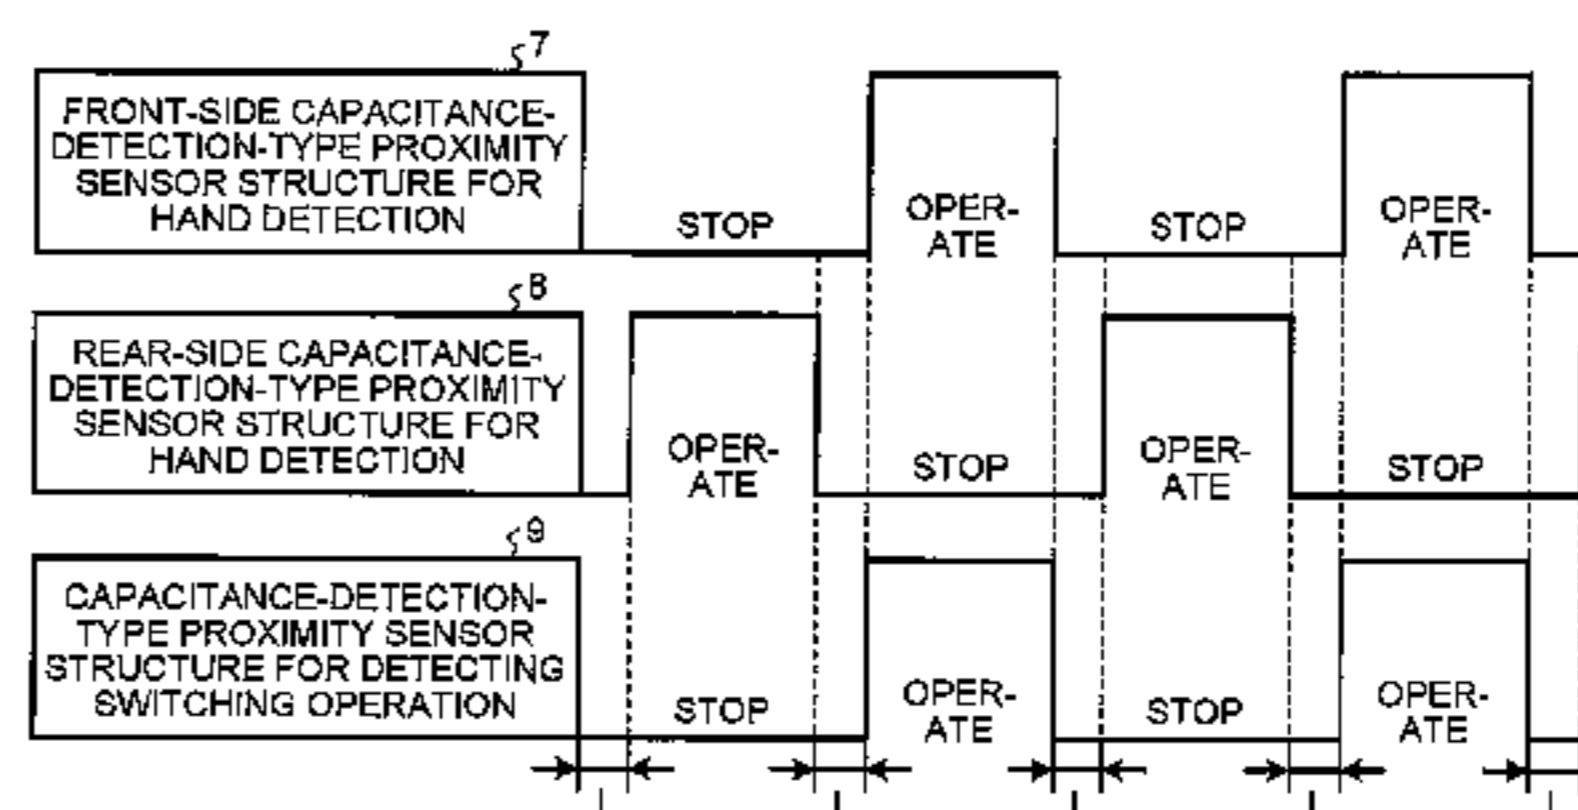 7
FRONT-SIDE CAPACITANCE-
DETECTION-TYPE PROXIMITY
SENSOR STRUCTURE FOR
HAND DETECTION
STOP
OPER-
ATE
STOP
OPER-
ATE
8
REAR-SIDE CAPACITANCE-
DETECTION-TYPE PROXIMITY
SENSOR STRUCTURE FOR
HAND DETECTION
OPER-
ATE
STOP
OPER-
ATE
STOP
9
CAPACITANCE-DETECTION-
TYPE PROXIMITY SENSOR
STRUCTURE FOR DETECTING
SWITCHING OPERATION
STOP
OPER-
ATE
STOP
OPER-
ATE